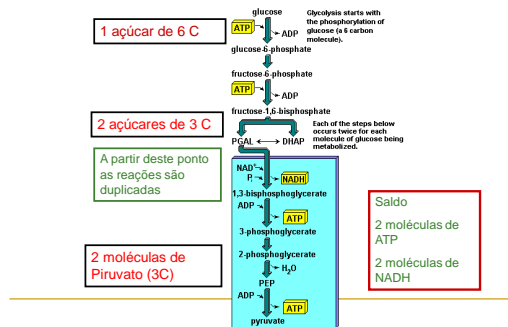 glucose
Glycolysis starts with
the phosphorylation of
glucose (a 6 carbon
molecule).
1 açúcar de 6 C
ATP
ADP
glucose-6-phosphate
fructose-6-phosphate
ATP
ADP
fructose-1,6-bisphosphate
2 açúcares de 3 C
Each of the steps below
occurs twice for each
molecule of glucose being
metabolized.
PGAL
DHAP
A partir deste ponto
as reações são
duplicadas
NAD+
Pi
NADH
1,3-bisphosphoglycerate
ADP
ATP
3-phosphoglycerate
2-phosphoglycerate
H2O
PEP
ADP
ATP
pyruvate
2 moléculas de
Piruvato (3C)
Saldo
2 moléculas de
ATP
2 moléculas de
NADH